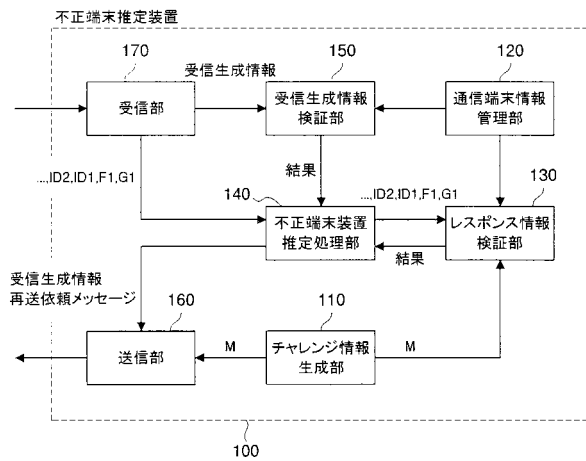 不正端末推定装置
170
受信生成情報
150
120
受信部
受信生成情報
検証部
通信端末情報
管理部
結果
...,ID2,ID1,F1,G1
140
...,ID2,ID1,F1,G1
130
不正端末装置
推定処理部
レスポンス情報
検証部
結果
受信生成情報
再送依頼メッセージ
160
110
送信部
M
チャレンジ情報
生成部
M
100